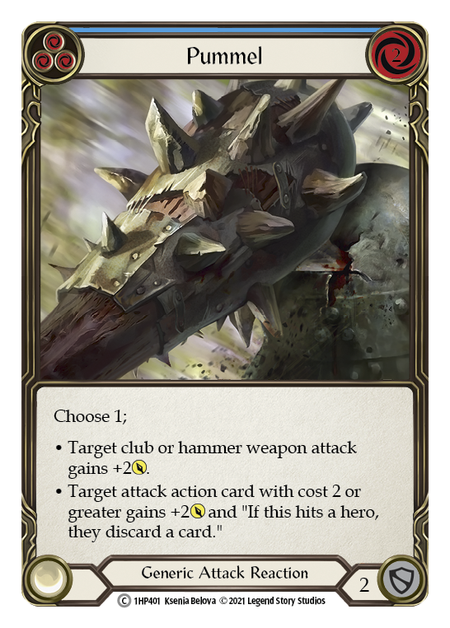 2
Pummel
Choose 1;
• Target club or hammer weapon attack
gains +2.
• Target attack action card with cost 2 or
greater gains +2 and "If this hits a hero,
they discard a card."
Generic Attack Reaction
2
C 1HP401 Ksenia Belova © 2021 Legend Story Studios